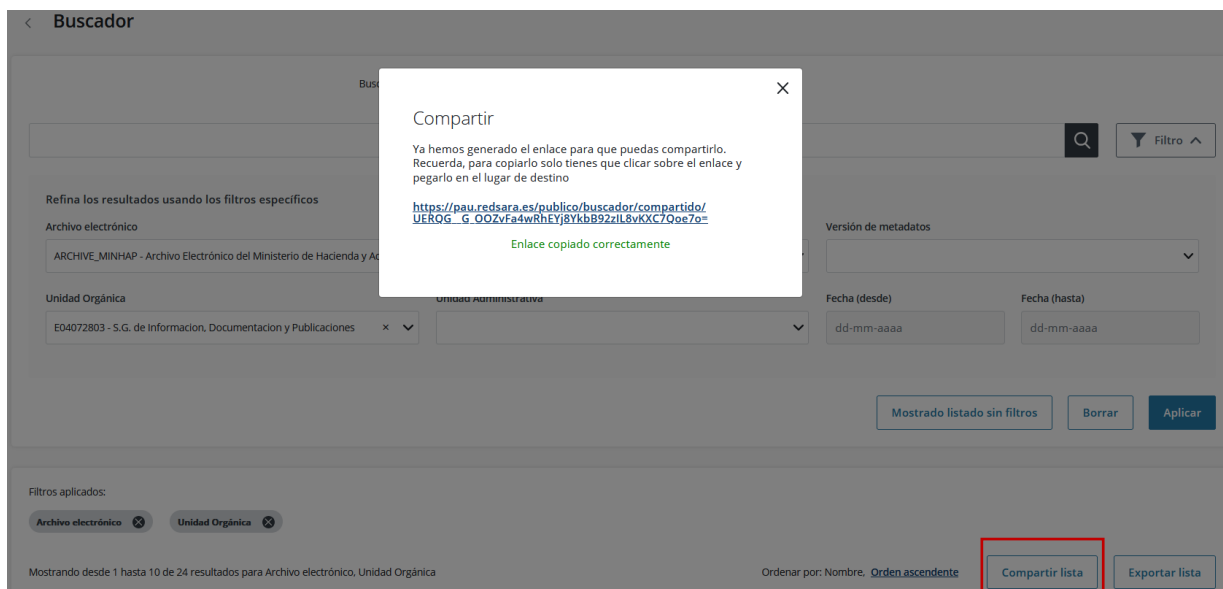 Buscador
Busc
Compartir
Ya hemos generado el enlace para que puedas compartirlo.
Recuerda, para copiarlo solo tienes que clicar sobre el enlace y
pegarlo en el lugar de destino
https://pau.redsara.es/publico/buscador/compartido/
UERQG__G_OOZvFa4wRhEYj8YkbB92zIL8vKXC7Qoe7o=
Enlace copiado correctamente
Filtro
Refina los resultados usando los filtros específicos
Archivo electrónico
Versión de metadatos
ARCHIVE_MINHAP - Archivo Electrónico del Ministerio de Hacienda y Ad
Unidad Orgánica
Unidad Administrativa
Fecha (desde)
Fecha (hasta)
E04072803 - S.G. de Informacion, Documentacion y Publicaciones
dd-mm-aaaa
dd-mm-aaaa
Mostrado listado sin filtros
Borrar
Aplicar
Filtros aplicados:
Archivo electrónico
Unidad Orgánica
Mostrando desde 1 hasta 10 de 24 resultados para Archivo electrónico, Unidad Orgánica
Ordenar por: Nombre, Orden ascendente
Compartir lista
Exportar lista